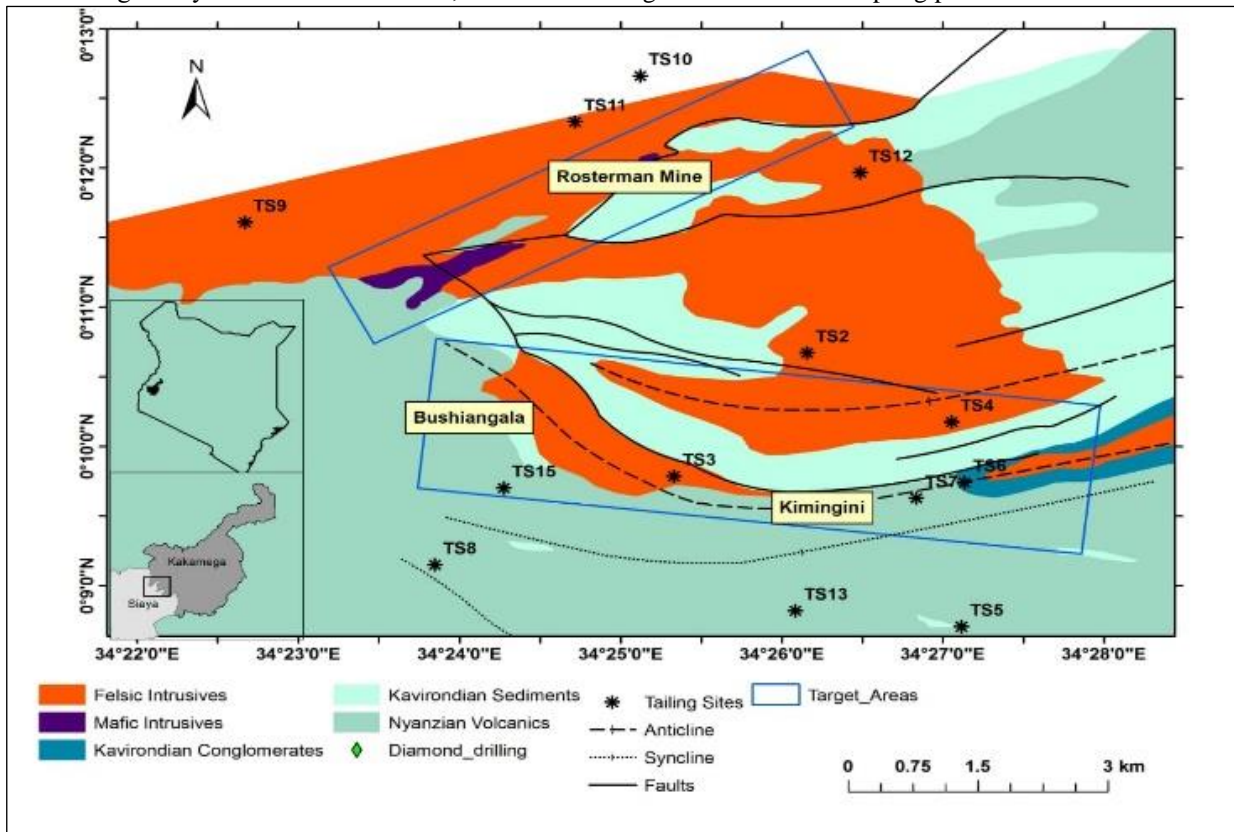 0°13'0"N
0°12'0"N
0°11'0"N
0°10'0"N
0°9'0"N
N
TS10
TS11
TS12
Rosterman Mine
TS9
TS2
Bushiangala
TS4
TS3
TS15
TS6
TS7
Kimingini
TS8
TS13
TS5
Kakamega
Siaya
34°22'0"E 34°23'0"E 34°24'0"E 34°25'0"E 34°26'0"E 34°27'0"E 34°28'0"E
Felsic Intrusives
Mafic Intrusives
Kavirondian Conglomerates
Kavirondian Sediments
Nyanzian Volcanics
Diamond_drilling
Tailing Sites
Anticline
Syncline
Faults
Target_Areas
0 0.75 1.5 3 km